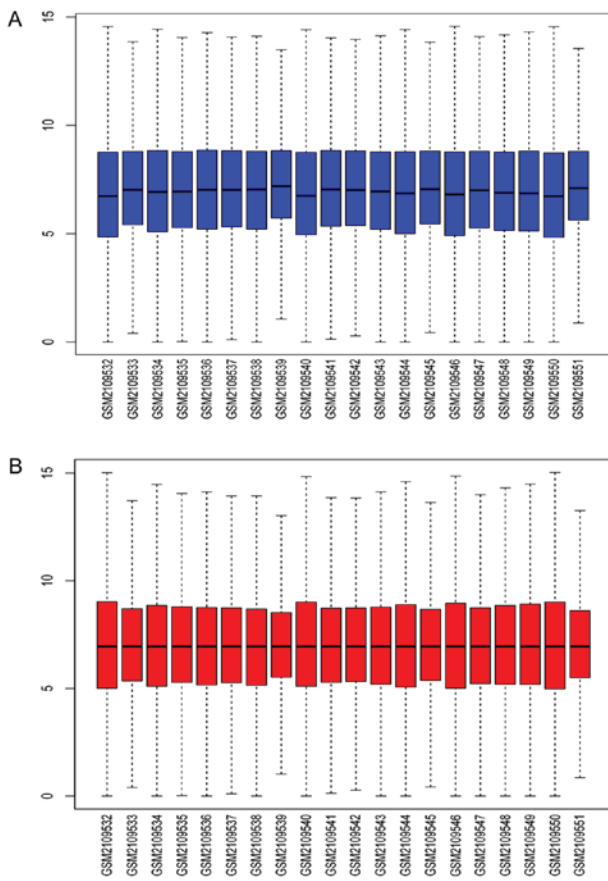 A
15
10
5
0
GSM2109532
GSM2109533
GSM2109534
GSM2109535
GSM2109536
GSM2109537
GSM2109538
GSM2109539
GSM2109540
GSM2109541
GSM2109542
GSM2109543
GSM2109544
GSM2109545
GSM2109546
GSM2109547
GSM2109548
GSM2109549
GSM2109550
GSM2109551
B
15
10
5
0
GSM2109532
GSM2109533
GSM2109534
GSM2109535
GSM2109536
GSM2109537
GSM2109538
GSM2109539
GSM2109540
GSM2109541
GSM2109542
GSM2109543
GSM2109544
GSM2109545
GSM2109546
GSM2109547
GSM2109548
GSM2109549
GSM2109550
GSM2109551